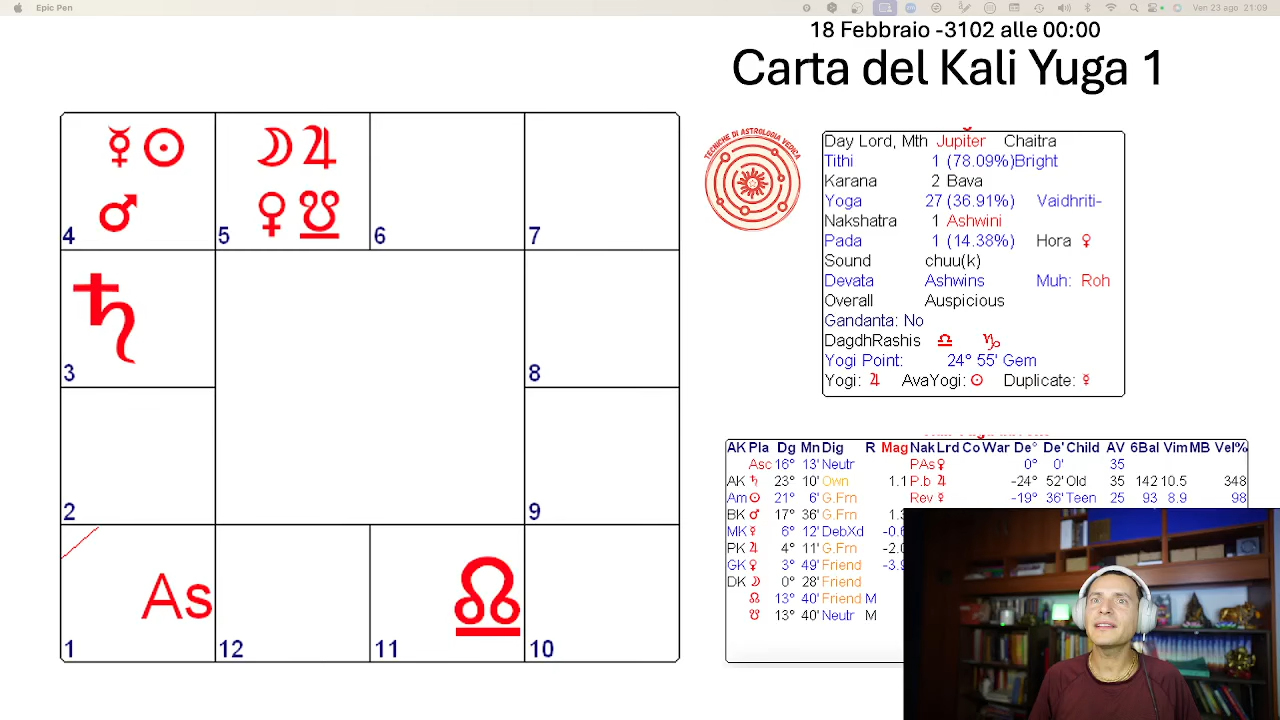 Epic Pen
Ven 23 ago 21:09
18 Febbraio -3102 alle 00:00
Carta del Kali Yuga 1
TECNICHE DI ASTROLOGIA VEDICA
4
5
6
7
3
8
2
9
As
1
12
11
10
Day Lord, Mth Jupiter Chaitra
Tithi 1 (78.09%)Bright
Karana 2 Bava
Yoga 27 (36.91%) Vaidhriti-
Nakshatra 1 Ashwini
Pada 1 (14.38%) Hora ♀
Sound chuu(k)
Devata Ashwins Muh: Roh
Overall Auspicious
Gandanta: No
DagdhRashis ♎ ♑
Yogi Point: 24° 55' Gem
Yogi: ♃ AvaYogi: ☉ Duplicate: ☿
AK Pla Dg Mn Dig R Mag Nak Lrd Co War De° De' Child AV 6Bal Vim MB Vel%
Asc 16° 13' Neutr PAs ♀ 0° 0' 35
AK ♄ 23° 10' Own 1.1 P.b ♃ -24° 52' Old 35 142 10.5 348
Am ☉ 21° 6' G.Frn Rev ♀ -19° 36' Teen 25 93 8.9 98
BK ♂ 17° 36' G.Frn
MK ☿ 6° 12' DebXd
PK ♃ 4° 11' G.Frn
GK ♀ 3° 49' Friend
DK ☽ 0° 28' Friend
☊ 13° 40' Friend M
☋ 13° 40' Neutr M